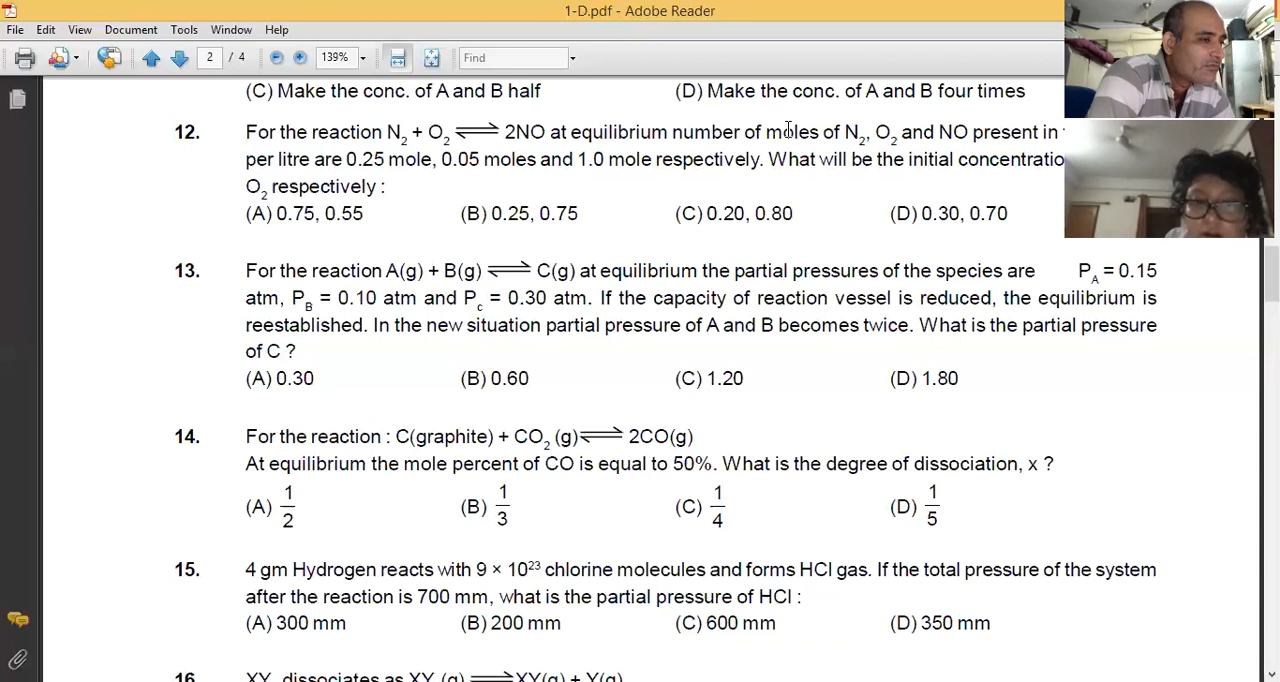 1-D.pdf - Adobe Reader
File Edit View Document Tools Window Help
2 / 4 139% Find
(C) Make the conc. of A and B half (D) Make the conc. of A and B four times
12. For the reaction N₂ + O₂ ⇌ 2NO at equilibrium number of moles of N₂, O₂ and NO present in
per litre are 0.25 mole, 0.05 moles and 1.0 mole respectively. What will be the initial
O₂ respectively :
(A) 0.75, 0.55 (B) 0.25, 0.75 (C) 0.20, 0.80 (D) 0.30, 0.70
13. For the reaction A(g) + B(g) ⇌ C(g) at equilibrium the partial pressures of the species are P_A = 0.15
atm, P_B = 0.10 atm and P_c = 0.30 atm. If the capacity of reaction vessel is reduced, the equilibrium is
reestablished. In the new situation partial pressure of A and B becomes twice. What is the partial pressure
of C ?
(A) 0.30 (B) 0.60 (C) 1.20 (D) 1.80
14. For the reaction : C(graphite) + CO₂ (g) ⇌ 2CO(g)
At equilibrium the mole percent of CO is equal to 50%. What is the degree of dissociation, x ?
(A) 1/2 (B) 1/3 (C) 1/4 (D) 1/5
15. 4 gm Hydrogen reacts with 9 × 10²³ chlorine molecules and forms HCl gas. If the total pressure of the system
after the reaction is 700 mm, what is the partial pressure of HCl :
(A) 300 mm (B) 200 mm (C) 600 mm (D) 350 mm
16 XY dissociates as XY (g) ⇌ XY(g) + Y(g)